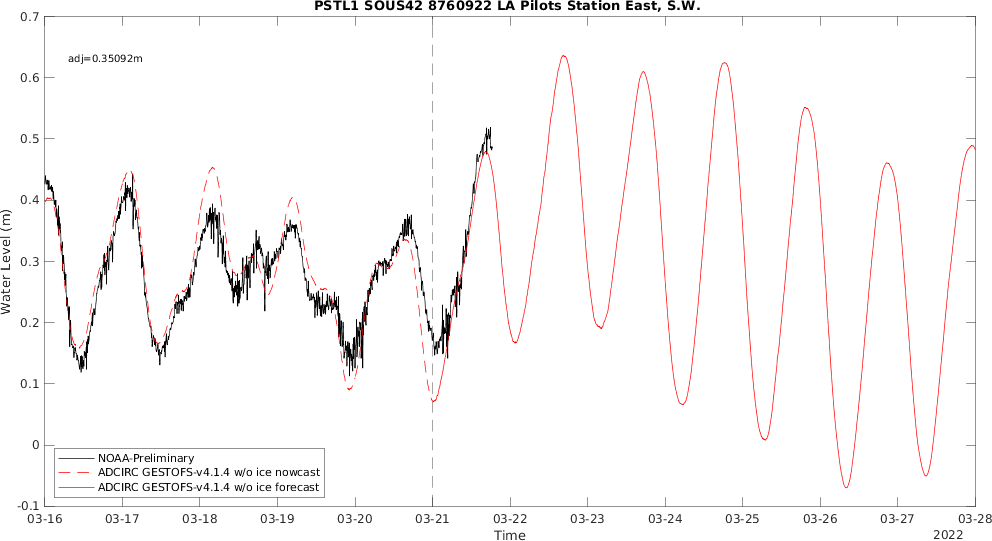 PSTL1 SOUS42 8760922 LA Pilots Station East, S.W.
adj=0.35092m
0.7
0.6
0.5
0.4
0.3
0.2
0.1
0
-0.1
Water Level (m)
NOAA-Preliminary
ADCIRC GESTOFS-v4.1.4 w/o ice nowcast
ADCIRC GESTOFS-v4.1.4 w/o ice forecast
03-16 03-17 03-18 03-19 03-20 03-21 03-22 03-23 03-24 03-25 03-26 03-27 03-28
Time
2022